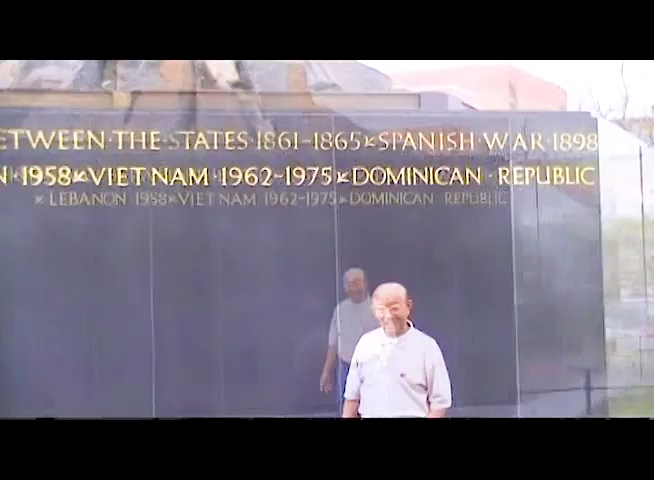 ETWEEN·THE·STATES·1861-1865★SPANISH·WAR·1898
N 1958★VIET NAM·1962-1975★DOMINICAN·REPUBLIC
★LEBANON 1958★VIET NAM 1962-1975★DOMINICAN REPUBLIC